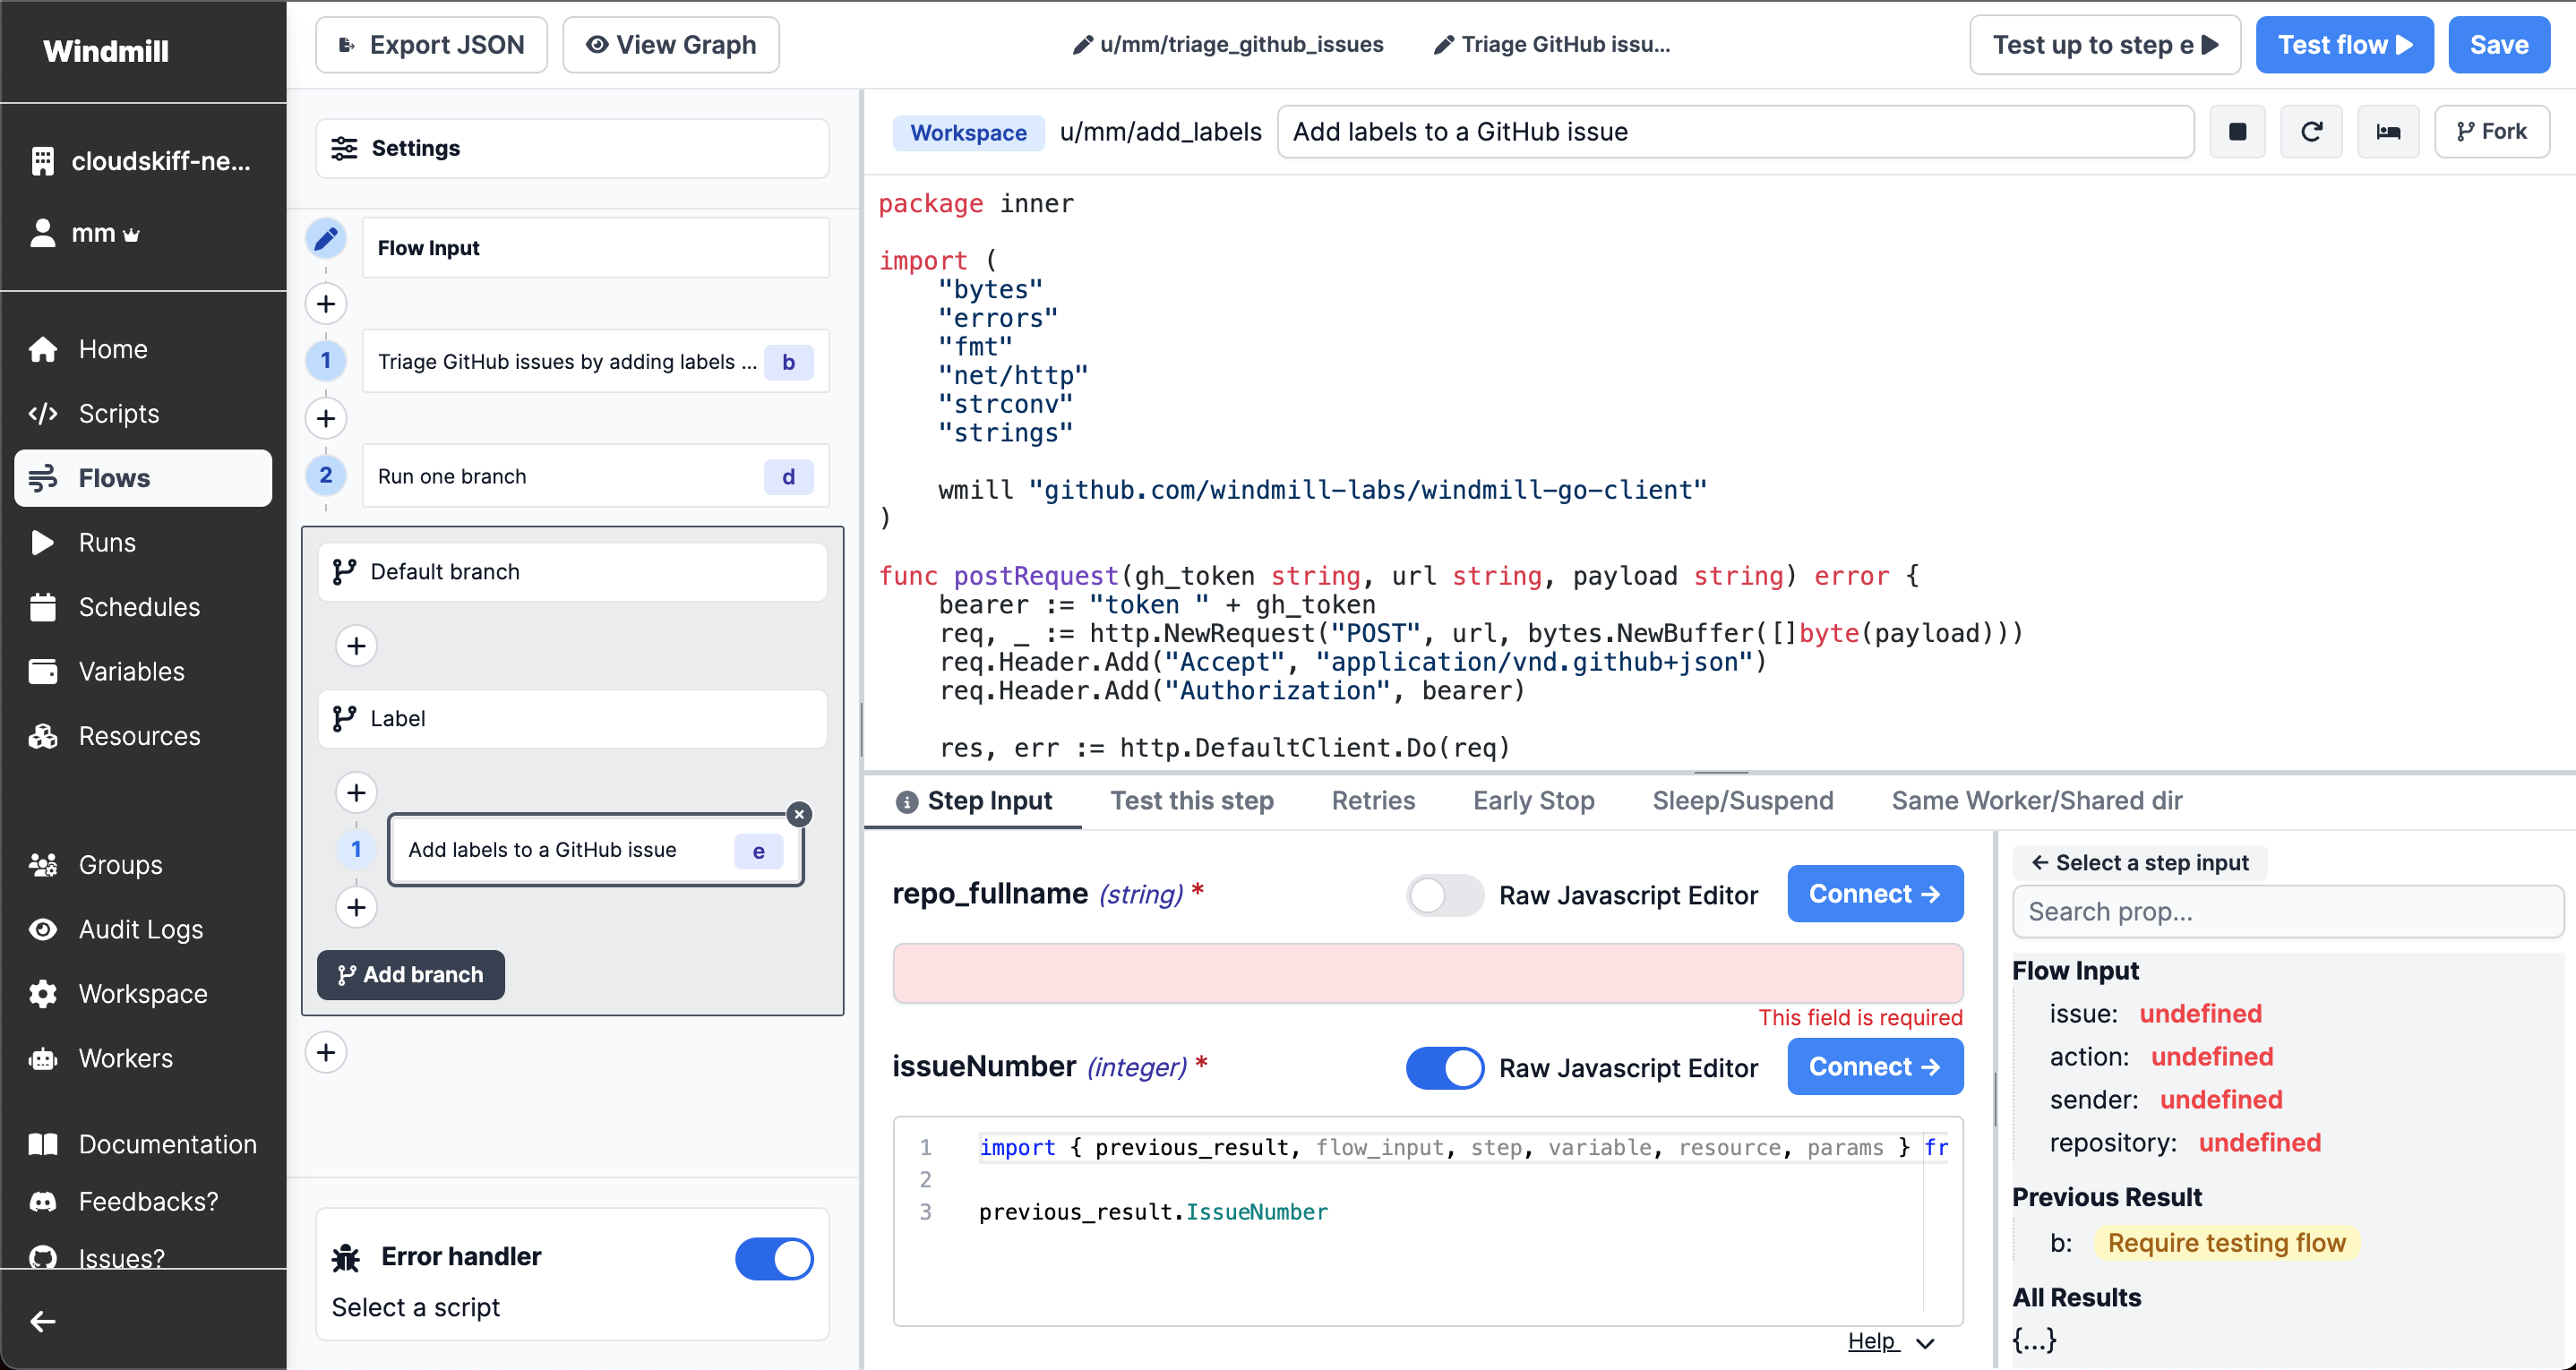 Windmill
cloudskiff-ne...
mm
Home
Scripts
Flows
Runs
Schedules
Variables
Resources
Groups
Audit Logs
Workspace
Workers
Documentation
Feedbacks?
Issues?
Export JSON
View Graph
u/mm/triage_github_issues
Triage GitHub issu...
Test up to step e
Test flow
Save
Settings
Flow Input
1
Triage GitHub issues by adding labels ...
b
2
Run one branch
d
Default branch
Label
1
Add labels to a GitHub issue
e
Add branch
Error handler
Select a script
Workspace
u/mm/add_labels
Add labels to a GitHub issue
Fork
package inner
import (
"bytes"
"errors"
"fmt"
"net/http"
"strconv"
"strings"
wmill "github.com/windmill-labs/windmill-go-client"
)
func postRequest(gh_token string, url string, payload string) error {
bearer := "token " + gh_token
req, _ := http.NewRequest("POST", url, bytes.NewBuffer([]byte(payload)))
req.Header.Add("Accept", "application/vnd.github+json")
req.Header.Add("Authorization", bearer)
res, err := http.DefaultClient.Do(req)
Step Input
Test this step
Retries
Early Stop
Sleep/Suspend
Same Worker/Shared dir
repo_fullname (string) *
Raw Javascript Editor
Connect
This field is required
issueNumber (integer) *
Raw Javascript Editor
Connect
1 import { previous_result, flow_input, step, variable, resource, params } fr
2
3 previous_result.IssueNumber
Help
Select a step input
Search prop...
Flow Input
issue: undefined
action: undefined
sender: undefined
repository: undefined
Previous Result
b: Require testing flow
All Results
{...}